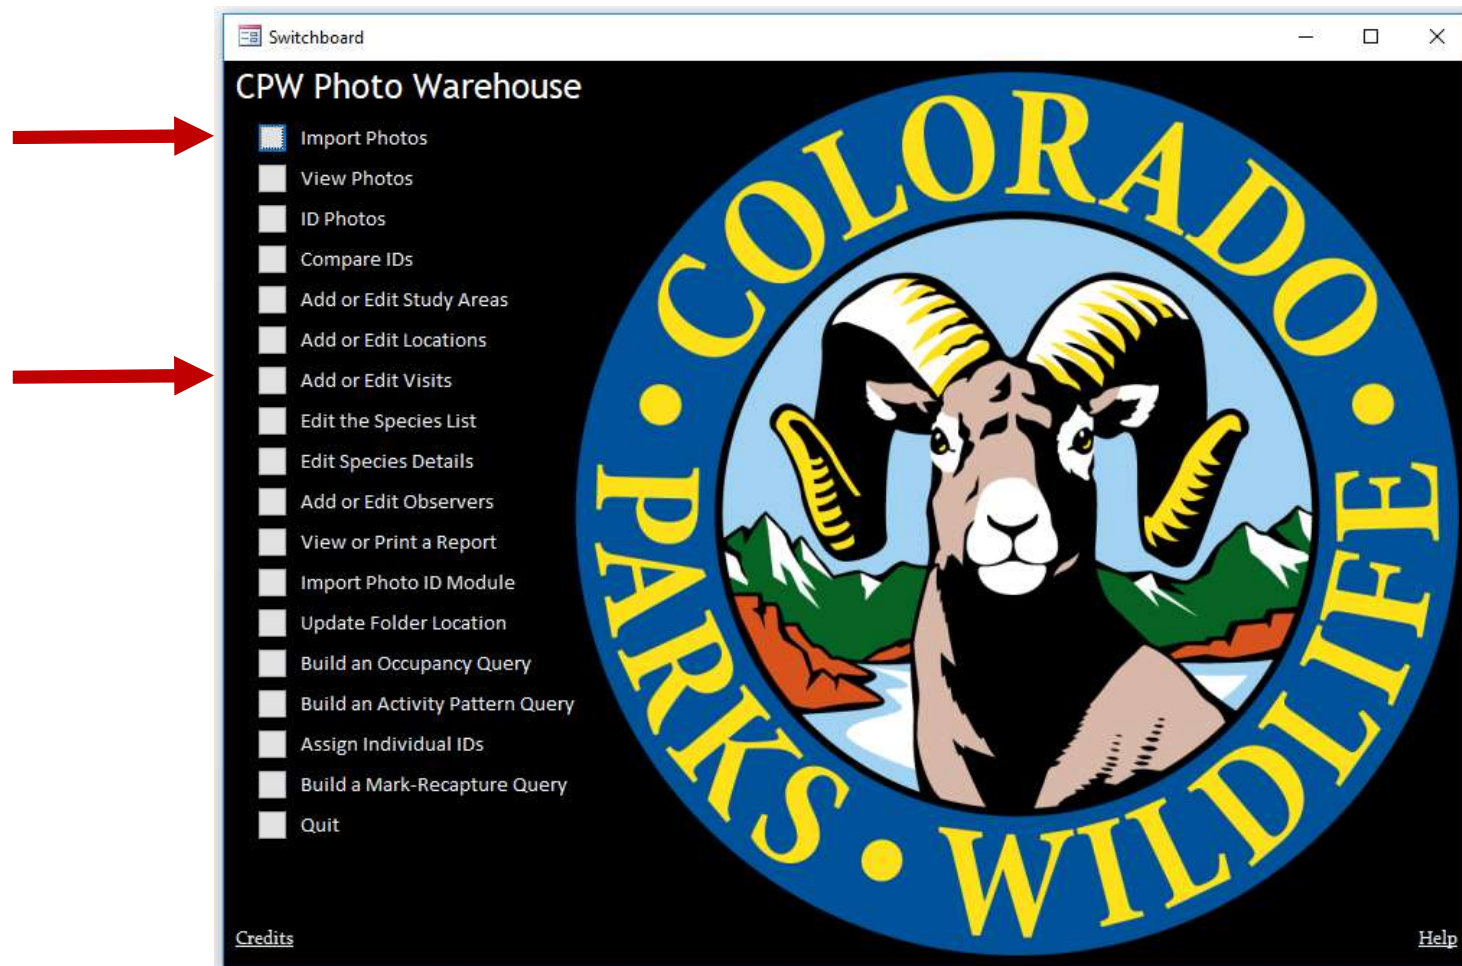 Switchboard
CPW Photo Warehouse
Import Photos
View Photos
ID Photos
Compare IDs
Add or Edit Study Areas
Add or Edit Locations
Add or Edit Visits
Edit the Species List
Edit Species Details
Add or Edit Observers
View or Print a Report
Import Photo ID Module
Update Folder Location
Build an Occupancy Query
Build an Activity Pattern Query
Assign Individual IDs
Build a Mark-Recapture Query
Quit
COLORADO
PARKS • WILDLIFE
Credits
Help